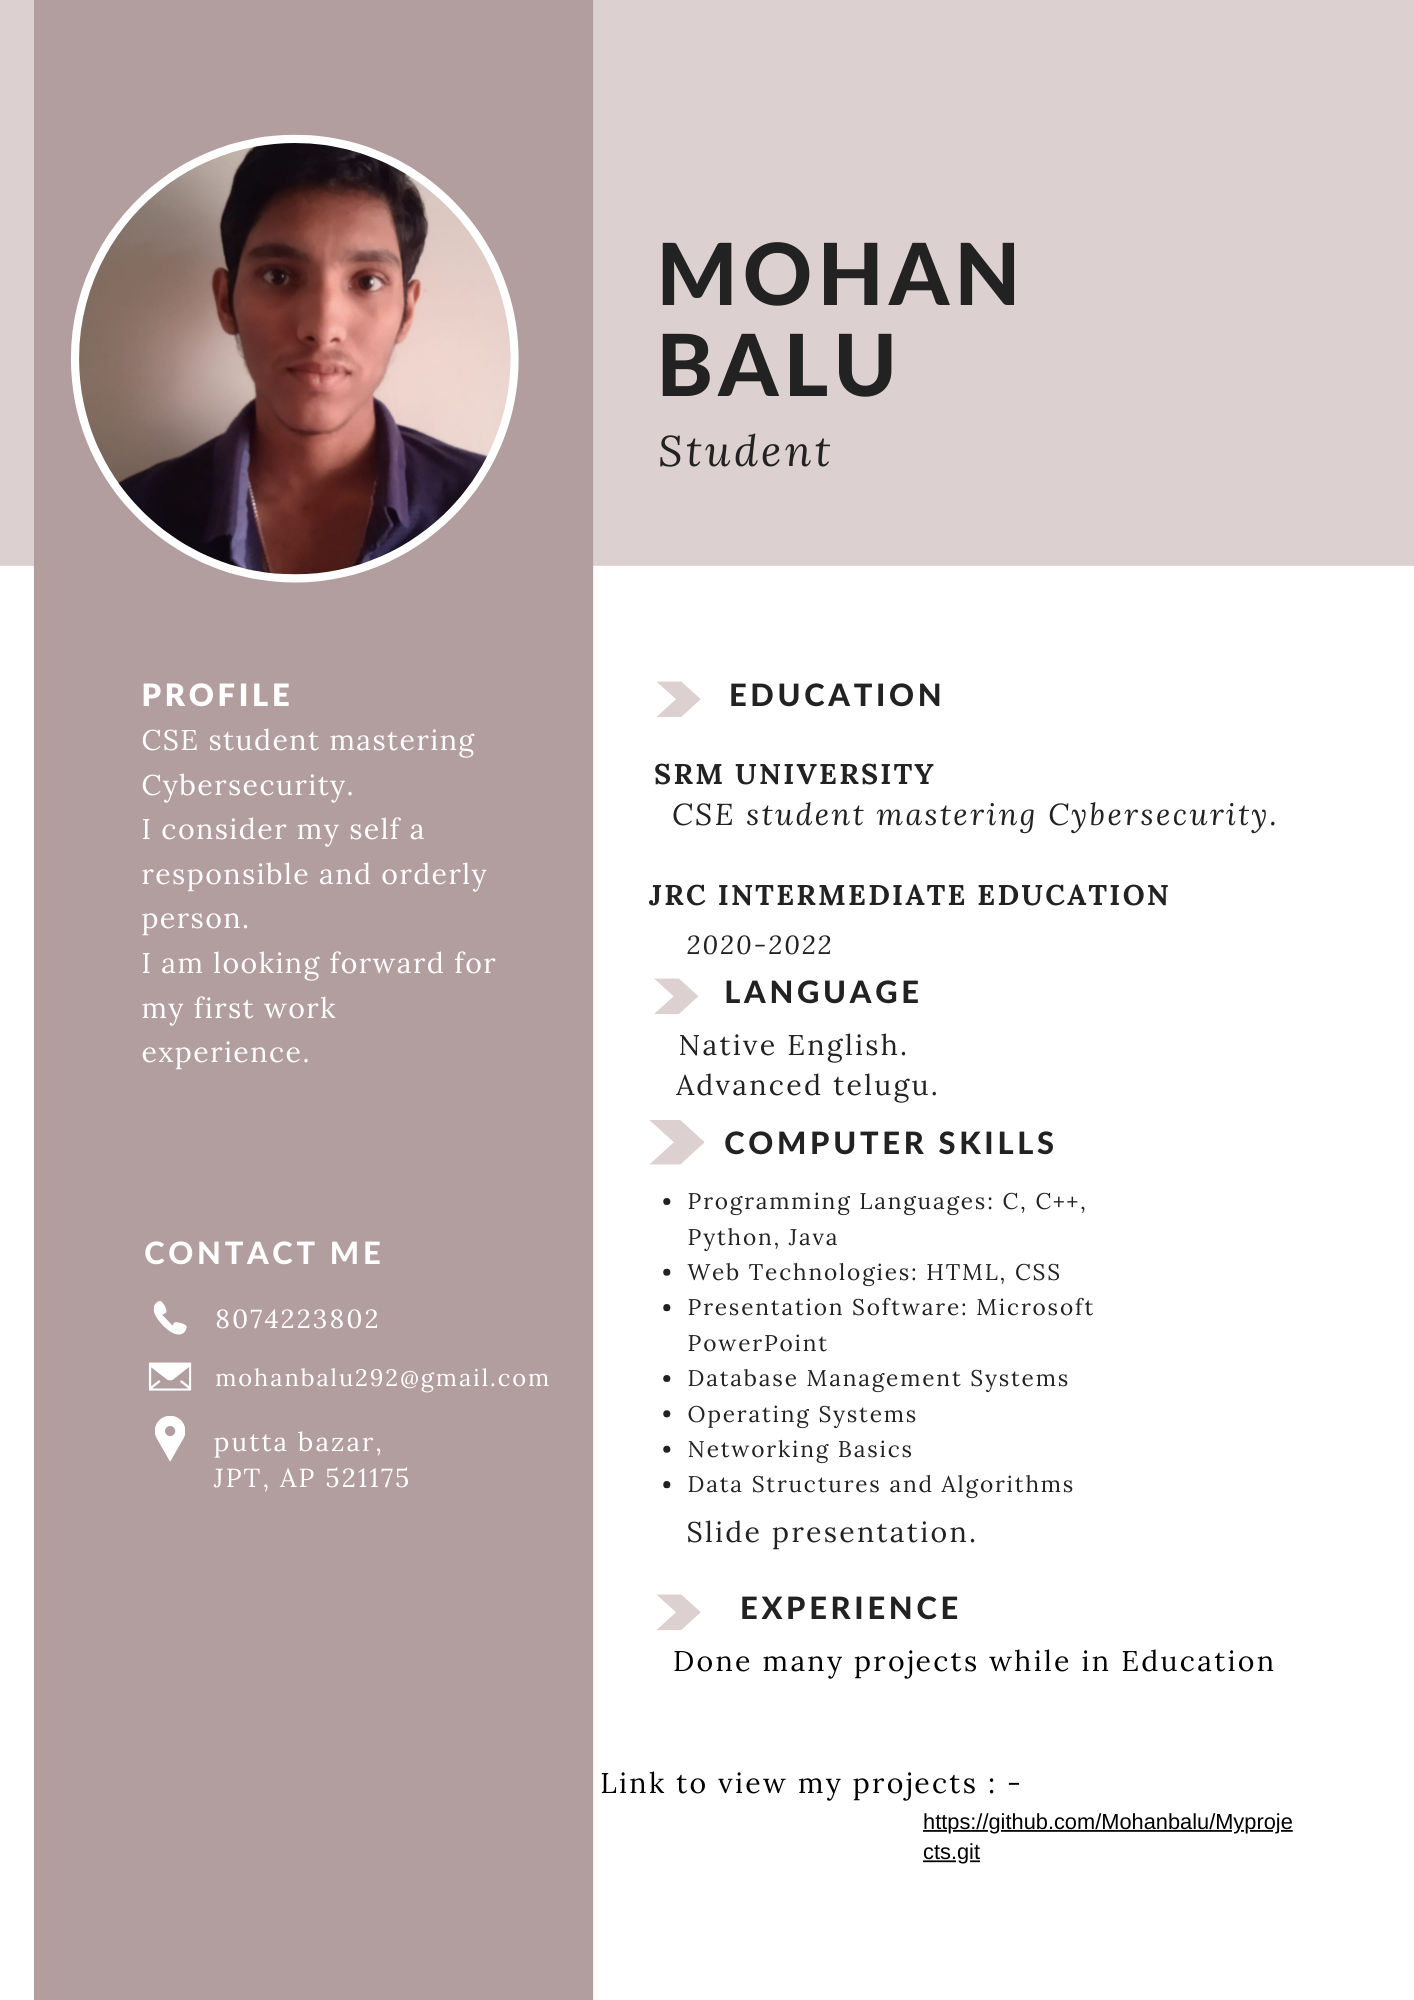 MOHAN
BALU
Student
PROFILE
CSE student mastering
Cybersecurity.
I consider my self a
responsible and orderly
person.
I am looking forward for
my first work
experience.
CONTACT ME
8074223802
mohanbalu292@gmail.com
putta bazar,
JPT, AP 521175
EDUCATION
SRM UNIVERSITY
CSE student mastering Cybersecurity.
JRC INTERMEDIATE EDUCATION
2020-2022
LANGUAGE
Native English.
Advanced telugu.
COMPUTER SKILLS
• Programming Languages: C, C++,
Python, Java
• Web Technologies: HTML, CSS
• Presentation Software: Microsoft
PowerPoint
• Database Management Systems
• Operating Systems
• Networking Basics
• Data Structures and Algorithms
Slide presentation.
EXPERIENCE
Done many projects while in Education
Link to view my projects : -
https://github.com/Mohanbalu/Myproje
cts.git